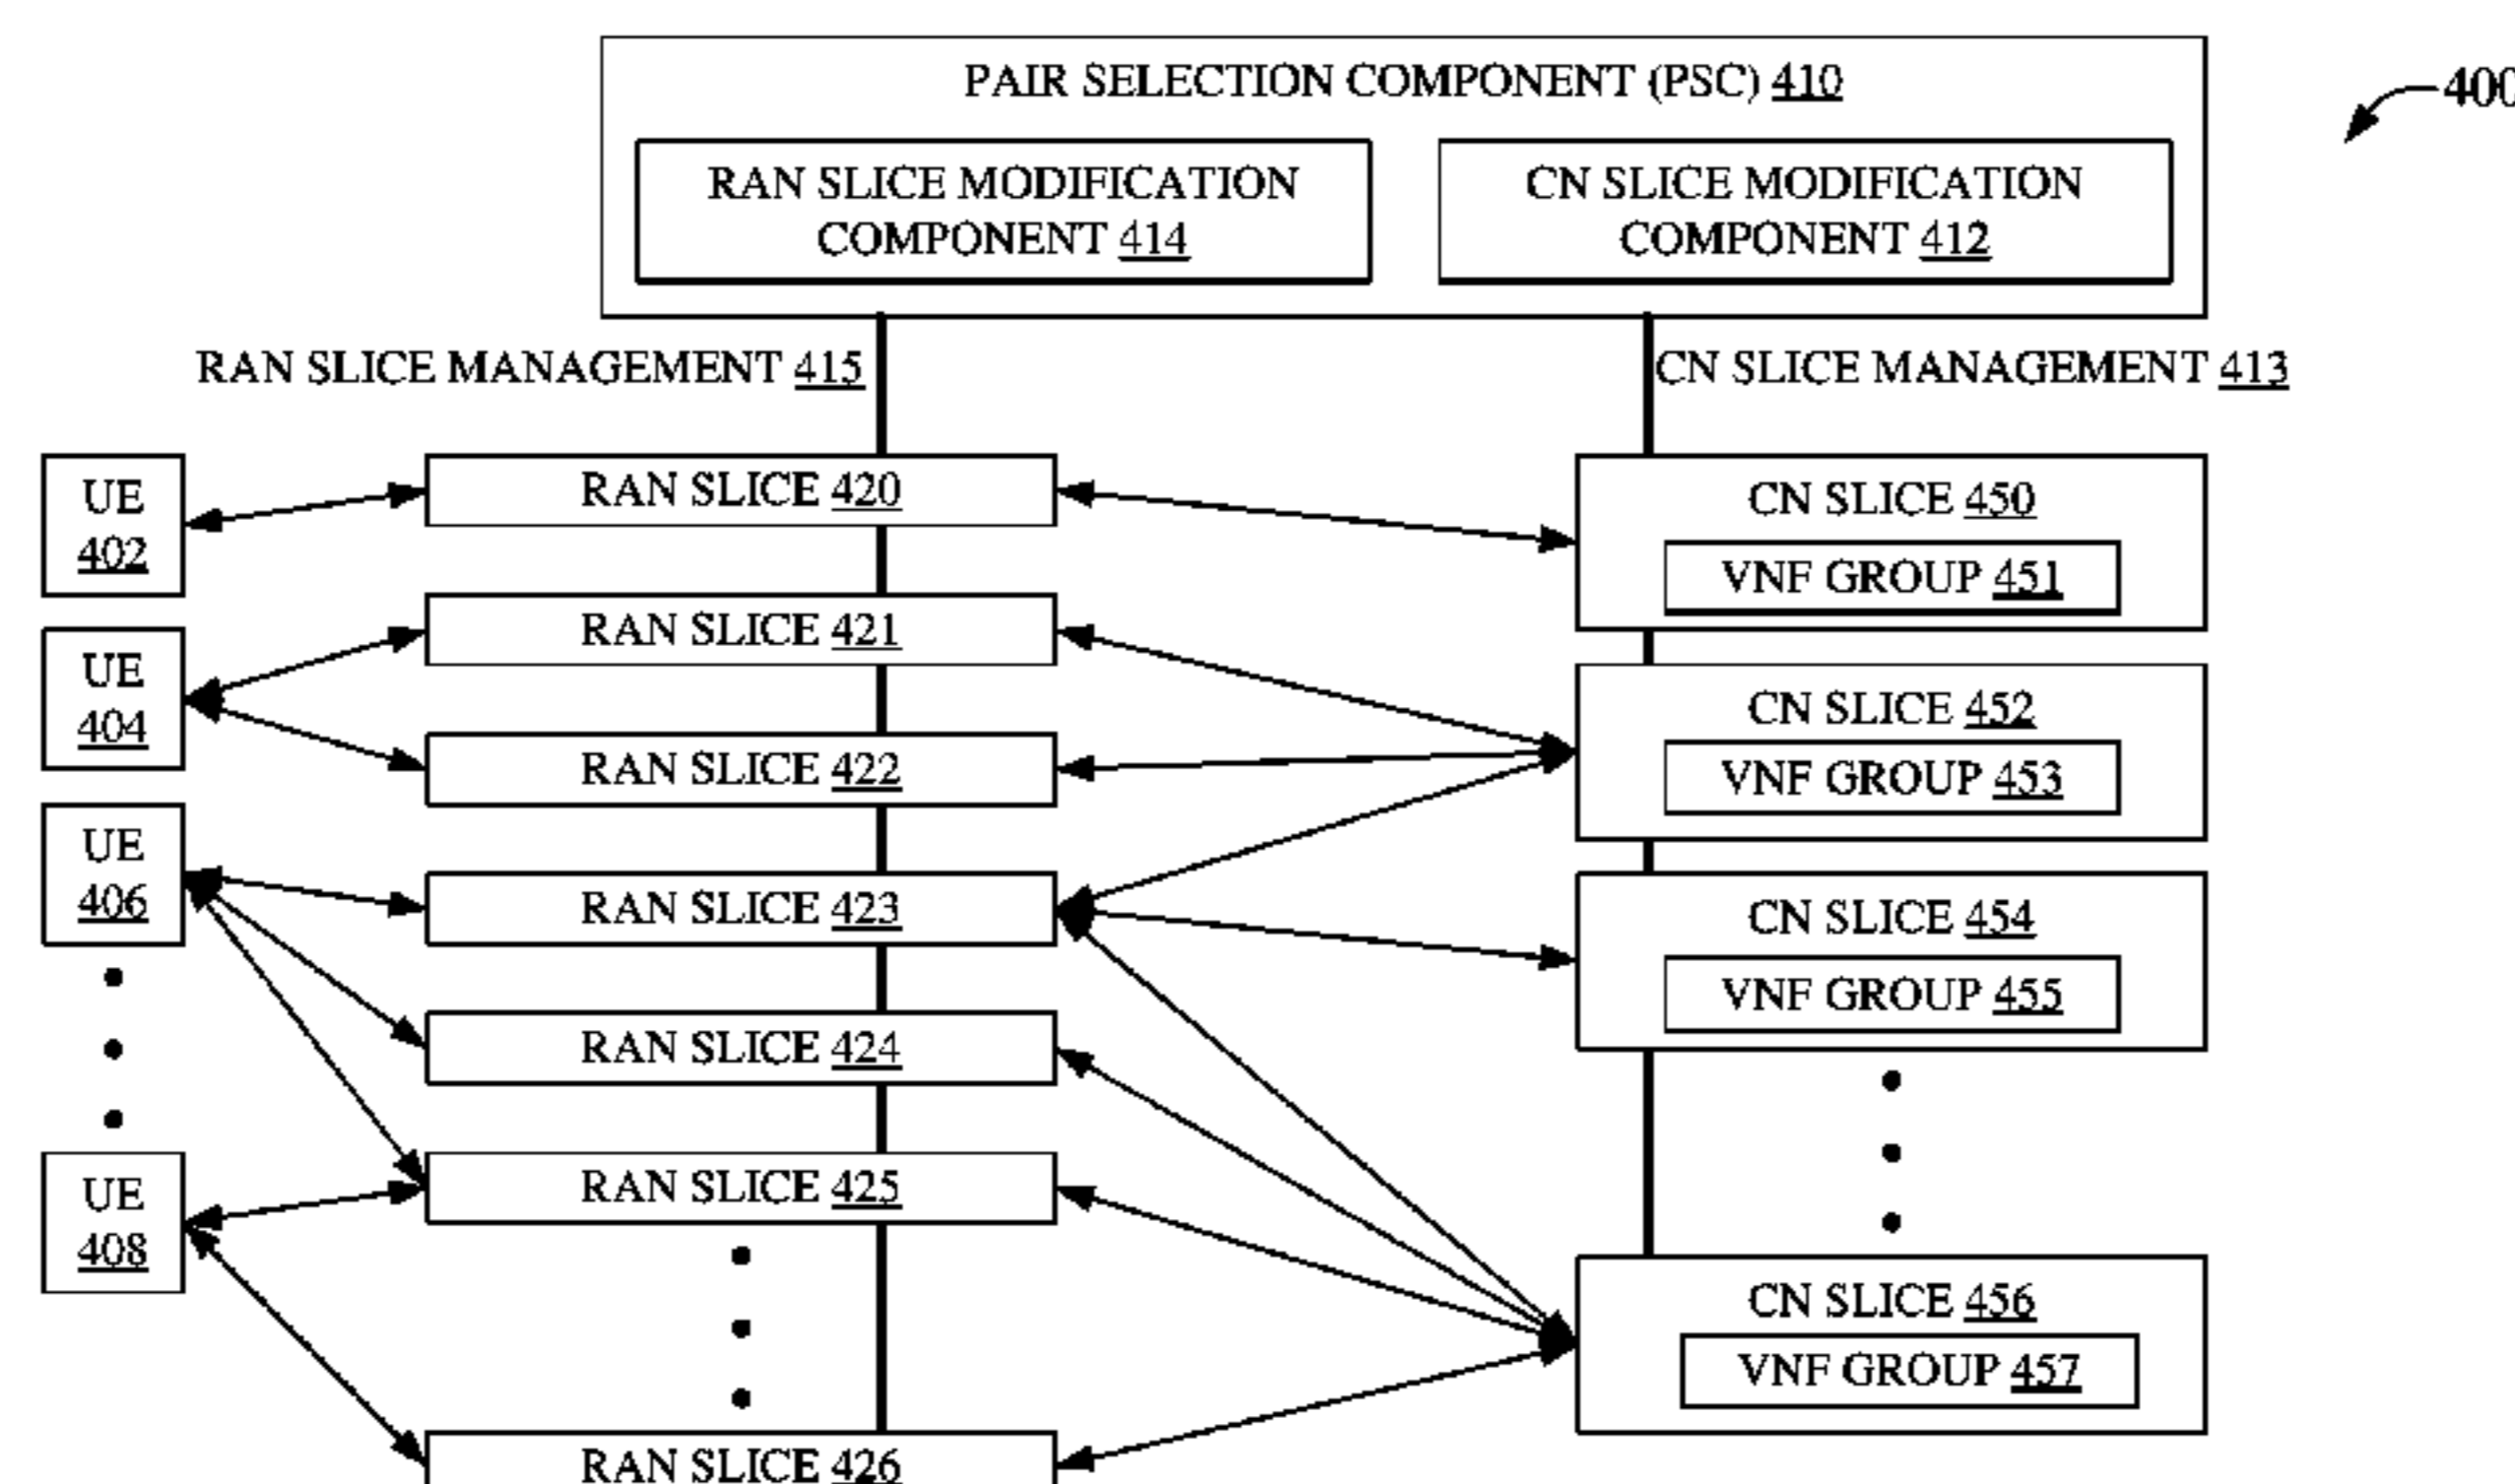 PAIR SELECTION COMPONENT (PSC) 410
400
RAN SLICE MODIFICATION
COMPONENT 414
CN SLICE MODIFICATION
COMPONENT 412
RAN SLICE MANAGEMENT 415
CN SLICE MANAGEMENT 413
UE
402
UE
404
UE
406
UE
408
RAN SLICE 420
RAN SLICE 421
RAN SLICE 422
RAN SLICE 423
RAN SLICE 424
RAN SLICE 425
RAN SLICE 426
CN SLICE 450
VNF GROUP 451
CN SLICE 452
VNF GROUP 453
CN SLICE 454
VNF GROUP 455
CN SLICE 456
VNF GROUP 457